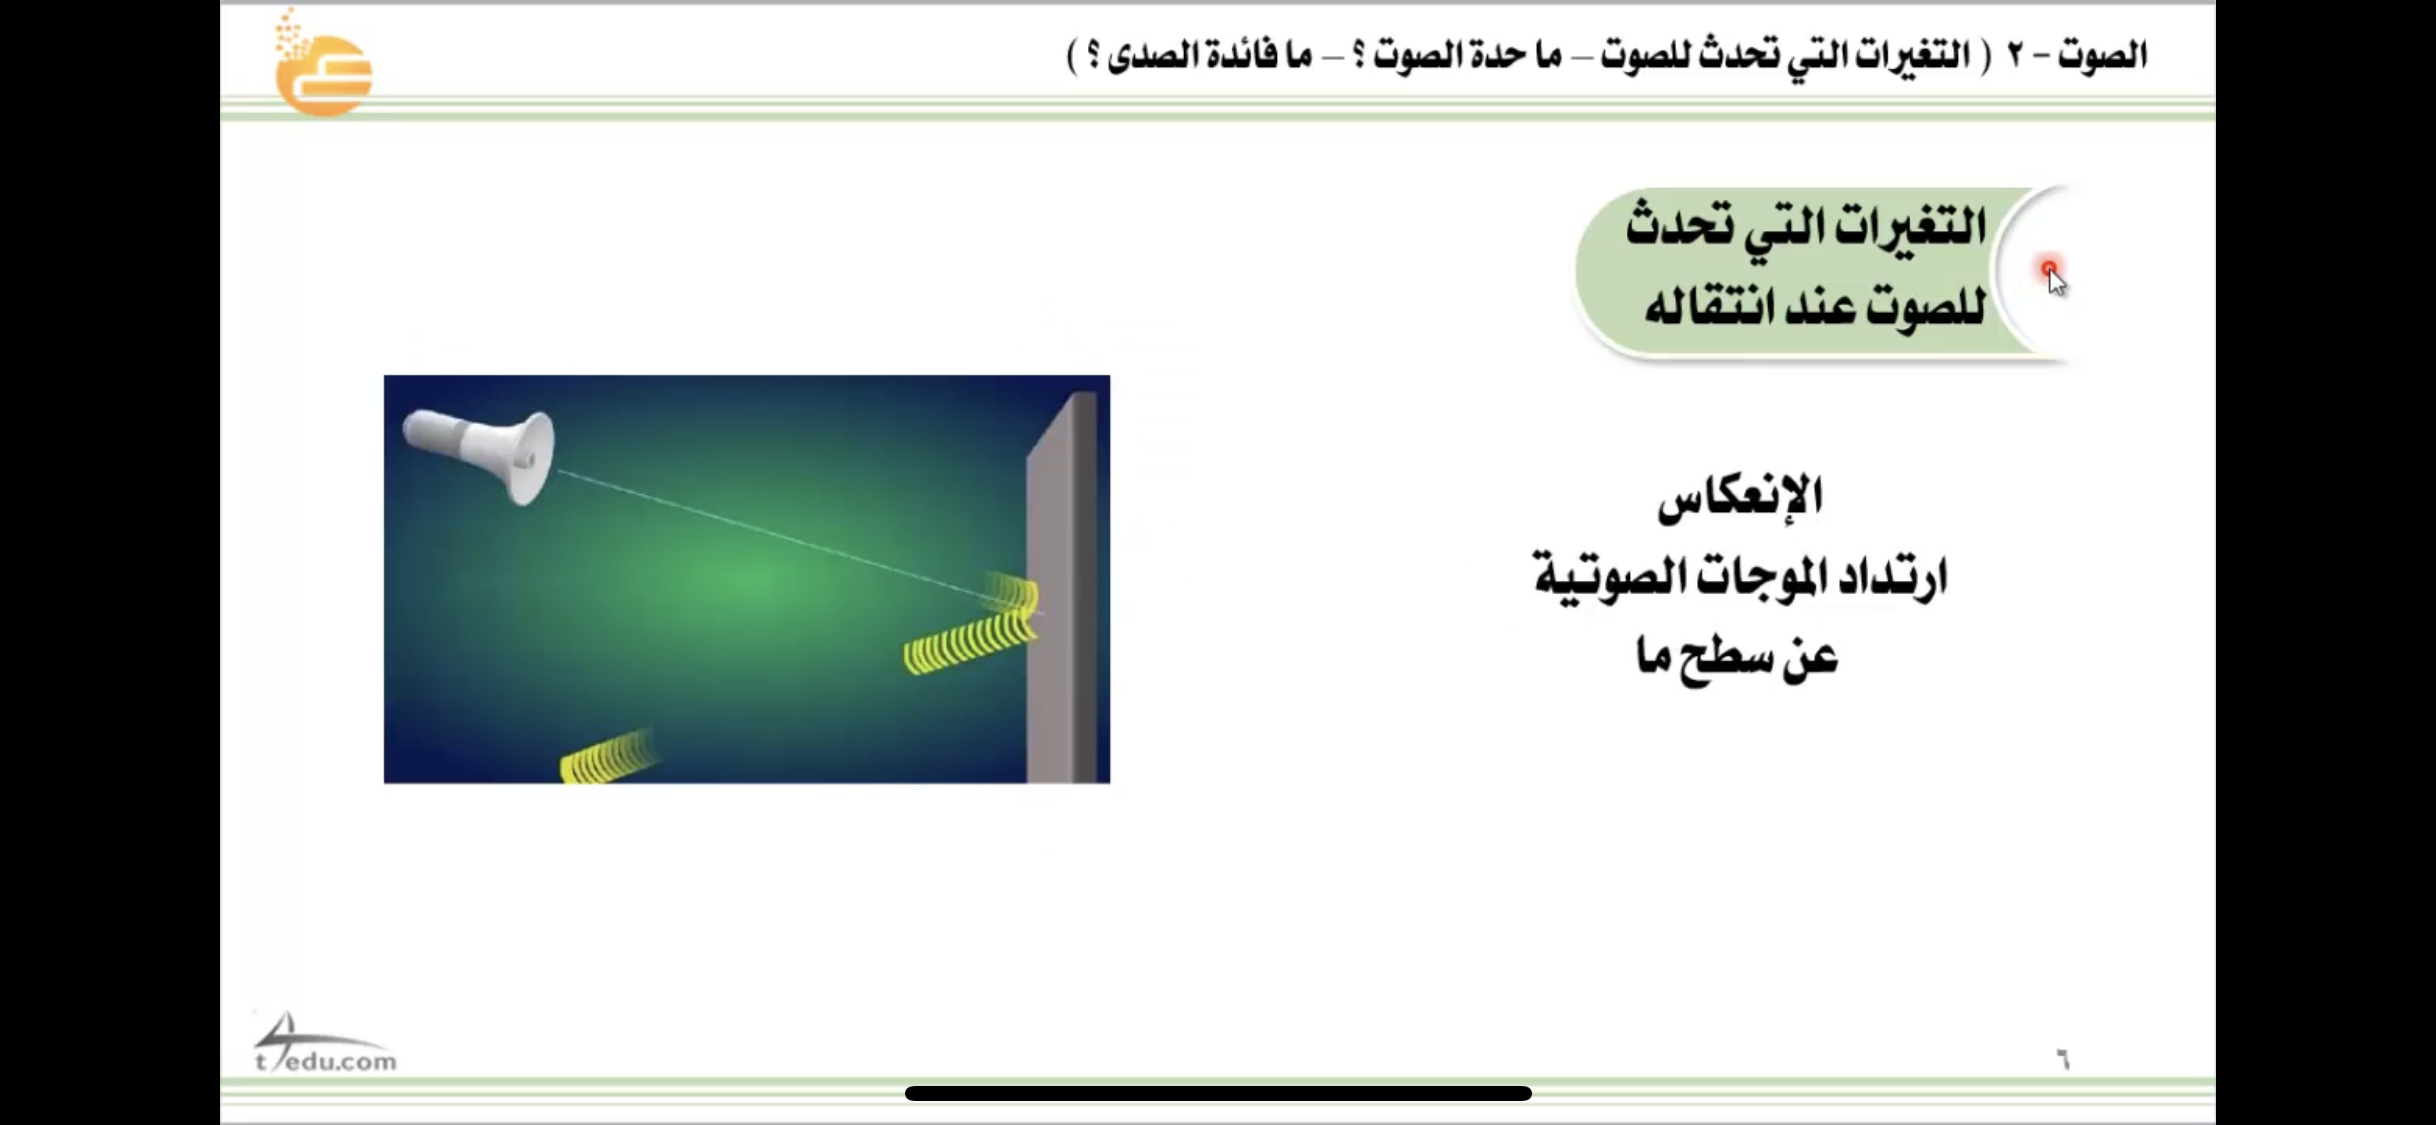 الصوت - ٢ ( التغيرات التي تحدث للصوت – ما حدة الصوت ؟ – ما فائدة الصدى ؟ )
التغيرات التي تحدث
للصوت عند انتقاله
الإنعكاس
ارتداد الموجات الصوتية
عن سطح ما
t4edu.com
٦